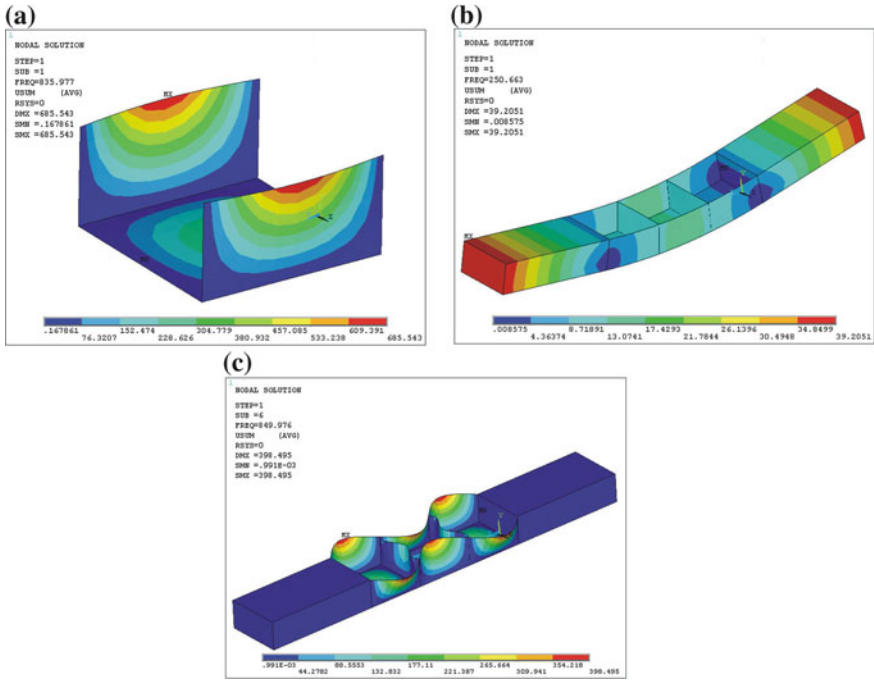 (a)
1
NODAL SOLUTION
STEP=1
SUB =1
FREQ=835.977
USUM (AVG)
RSYS=0
DMX =685.543
SMN =.167861
SMX =685.543
MX
Z
MN
.167861 152.474 304.779 457.085 609.391
76.3207 228.626 380.932 533.238 685.543
(b)
1
NODAL SOLUTION
STEP=1
SUB =1
FREQ=250.663
USUM (AVG)
RSYS=0
DMX =39.2051
SMN =.008575
SMX =39.2051
MN
Y
MX
.008575 8.71891 17.4293 26.1396 34.8499
4.36374 13.0741 21.7844 30.4948 39.2051
(c)
1
NODAL SOLUTION
STEP=1
SUB =6
FREQ=849.976
USUM (AVG)
RSYS=0
DMX =398.495
SMN =.991E-03
SMX =398.495
MN
Y
MX
.991E-03 88.5553 177.11 265.664 354.218
44.2782 132.832 221.387 309.941 398.495